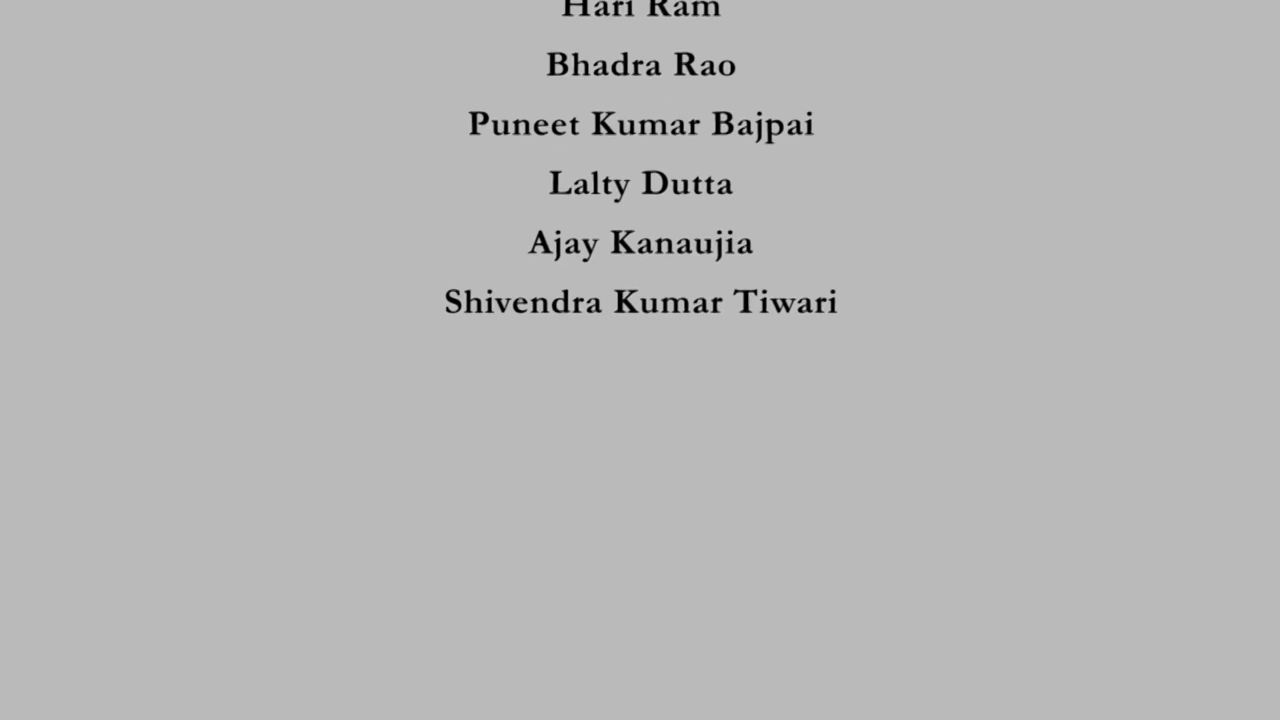 Hari Ram
Bhadra Rao
Puneet Kumar Bajpai
Lalty Dutta
Ajay Kanaujia
Shivendra Kumar Tiwari